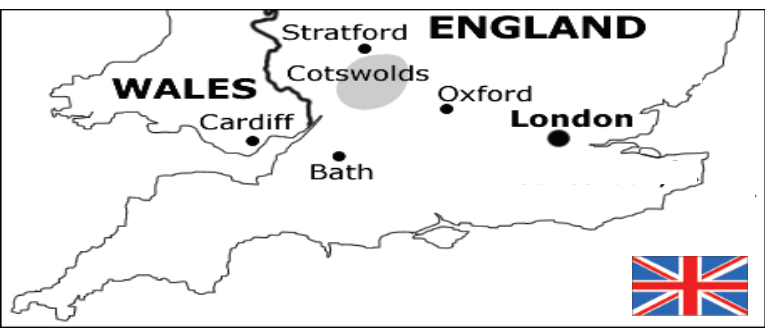 ENGLAND
Stratford
Cotswolds
WALES
Oxford
London
Cardiff
Bath